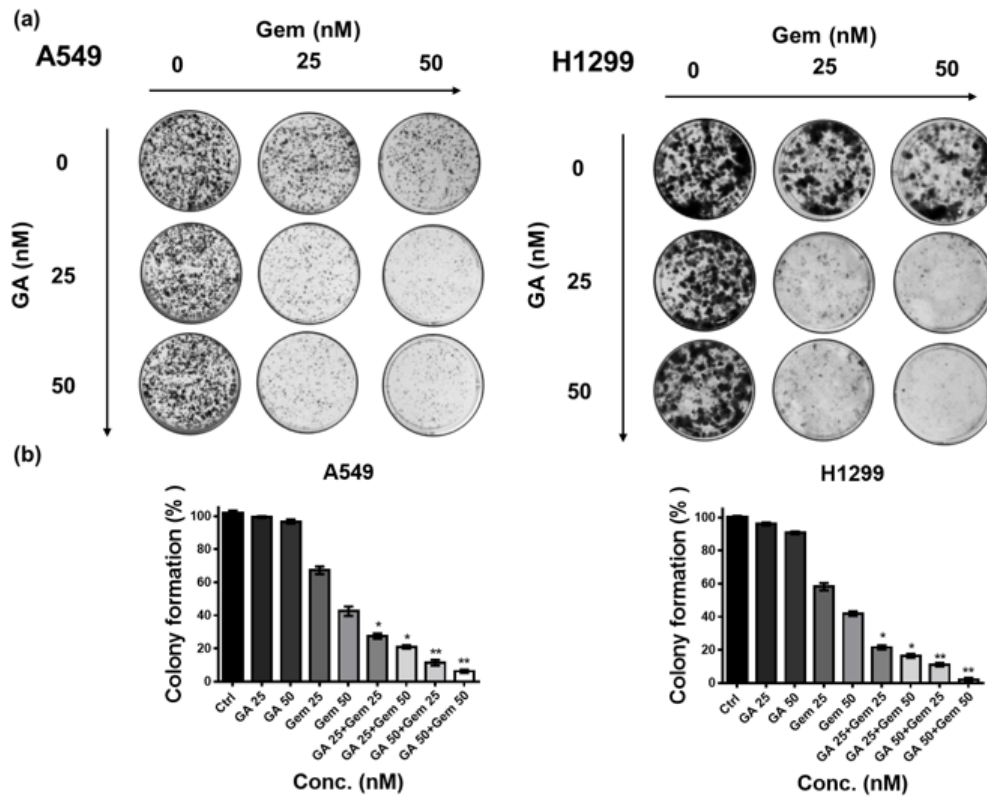 (a)
A549
Gem (nM)
0 25 50
GA (nM)
0
25
50
H1299
Gem (nM)
0 25 50
GA (nM)
0
25
50
(b)
A549
Colony formation (% )
100
80
60
40
20
0
* * ** **
Ctrl
GA 25
GA 50
Gem 25
Gem 50
GA 25+Gem 25
GA 25+Gem 50
GA 50+Gem 25
GA 50+Gem 50
Conc. (nM)
H1299
Colony formation (% )
100
80
60
40
20
0
* * ** **
Ctrl
GA 25
GA 50
Gem 25
Gem 50
GA 25+Gem 25
GA 25+Gem 50
GA 50+Gem 25
GA 50+Gem 50
Conc. (nM)